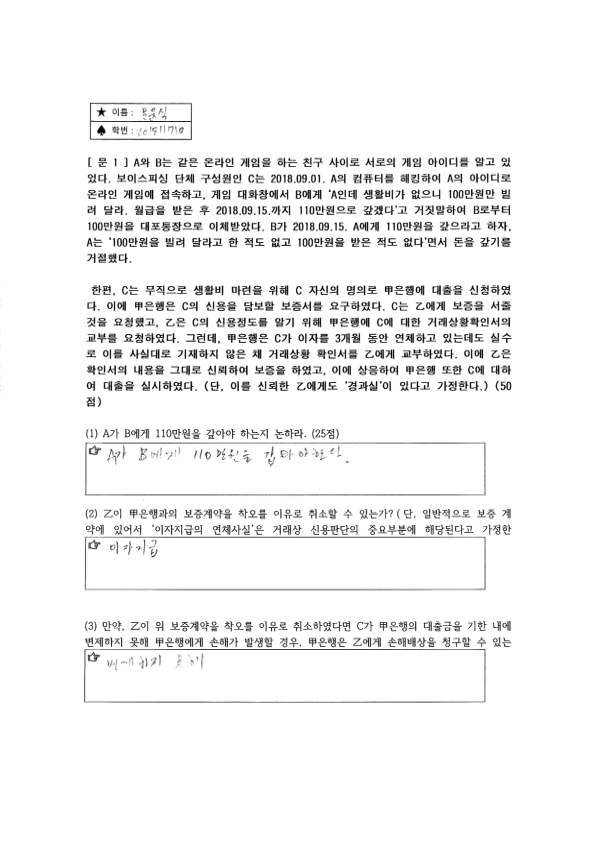 ★ 이름 : 문윤식
♠ 학번 : 201911710
[ 문 1 ] A와 B는 같은 온라인 게임을 하는 친구 사이로 서로의 게임 아이디를 알고 있
었다. 보이스피싱 단체 구성원인 C는 2018.09.01. A의 컴퓨터를 해킹하여 A의 아이디로
온라인 게임에 접속하고, 게임 대화창에서 B에게 ‘A인데 생활비가 없으니 100만원만 빌
려 달라. 월급을 받은 후 2018.09.15.까지 110만원으로 갚겠다’고 거짓말하여 B로부터
100만원을 대포통장으로 이체받았다. B가 2018.09.15. A에게 110만원을 갚으라고 하자,
A는 ‘100만원을 빌려 달라고 한 적도 없고 100만원을 받은 적도 없다’면서 돈을 갚기를
거절했다.
한편, C는 무직으로 생활비 마련을 위해 C 자신의 명의로 甲은행에 대출을 신청하였
다. 이에 甲은행은 C의 신용을 담보할 보증서를 요구하였다. C는 乙에게 보증을 서줄
것을 요청했고, 乙은 C의 신용정도를 알기 위해 甲은행에 C에 대한 거래상황확인서의
교부를 요청하였다. 그런데, 甲은행은 C가 이자를 3개월 동안 연체하고 있는데도 실수
로 이를 사실대로 기재하지 않은 채 거래상황 확인서를 乙에게 교부하였다. 이에 乙은
확인서의 내용을 그대로 신뢰하여 보증을 하였고, 이에 상응하여 甲은행 또한 C에 대하
여 대출을 실시하였다. (단, 이를 신뢰한 乙에게도 ‘경과실’이 있다고 가정한다.) (50
점)
(1) A가 B에게 110만원을 갚아야 하는지 논하라. (25점)
☞ A가 B에게 110만원을 갑마야한다.
(2) 乙이 甲은행과의 보증계약을 착오를 이유로 취소할 수 있는가? ( 단, 일반적으로 보증 계
약에 있어서 ‘이자지급의 연체사실’은 거래상 신용판단의 중요부분에 해당된다고 가정한
☞ 이자지급
(3) 만약, 乙이 위 보증계약을 착오를 이유로 취소하였다면 C가 甲은행의 대출금을 기한 내에
변제하지 못해 甲은행에게 손해가 발생할 경우, 甲은행은 乙에게 손해배상을 청구할 수 있는
☞ 변제하지 못해